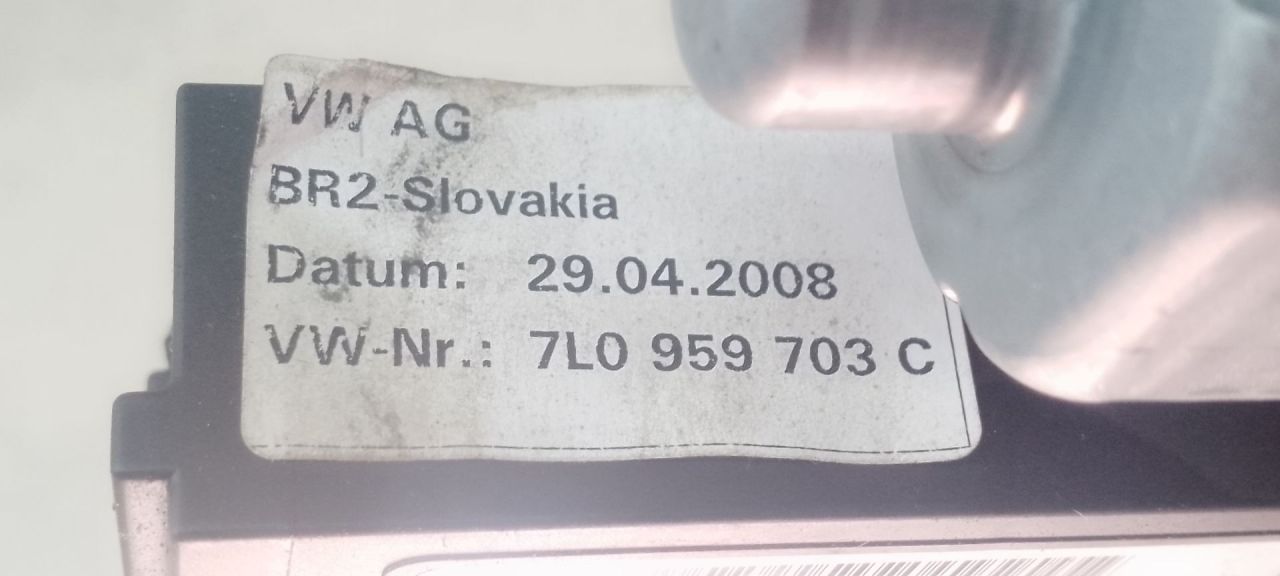 VW AG
BR2-Slovakia
Datum: 29.04.2008
VW-Nr.: 7L0 959 703 C